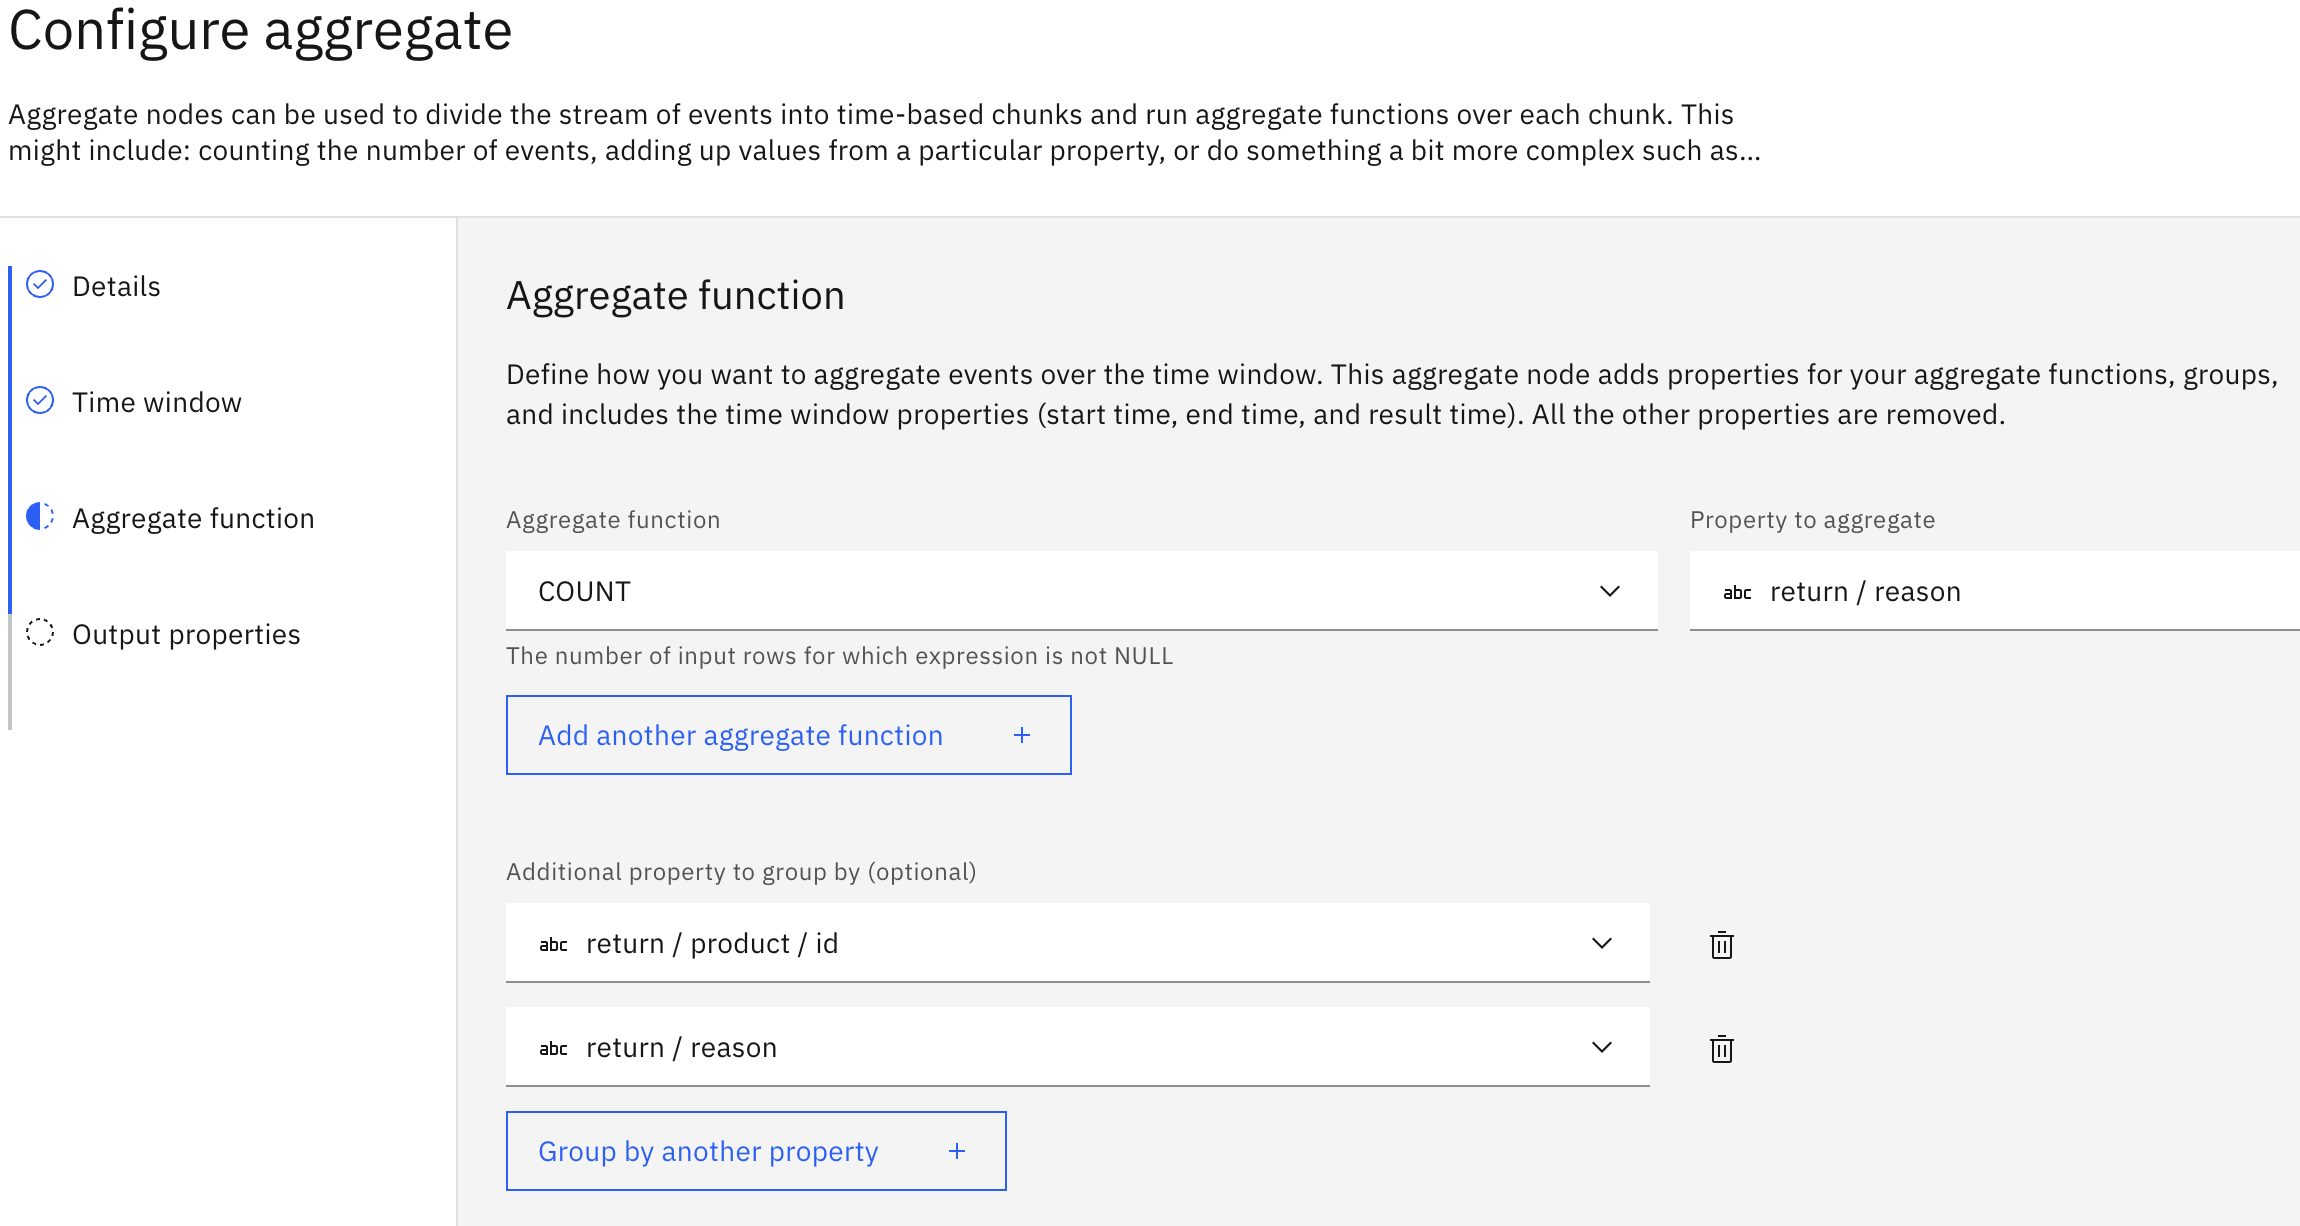 Configure aggregate
Aggregate nodes can be used to divide the stream of events into time-based chunks and run aggregate functions over each chunk. This
might include: counting the number of events, adding up values from a particular property, or do something a bit more complex such as...
Details
Time window
Aggregate function
Output properties
Aggregate function
Define how you want to aggregate events over the time window. This aggregate node adds properties for your aggregate functions, groups,
and includes the time window properties (start time, end time, and result time). All the other properties are removed.
Aggregate function
Property to aggregate
COUNT
abc return / reason
The number of input rows for which expression is not NULL
Add another aggregate function +
Additional property to group by (optional)
abc return / product / id
abc return / reason
Group by another property +